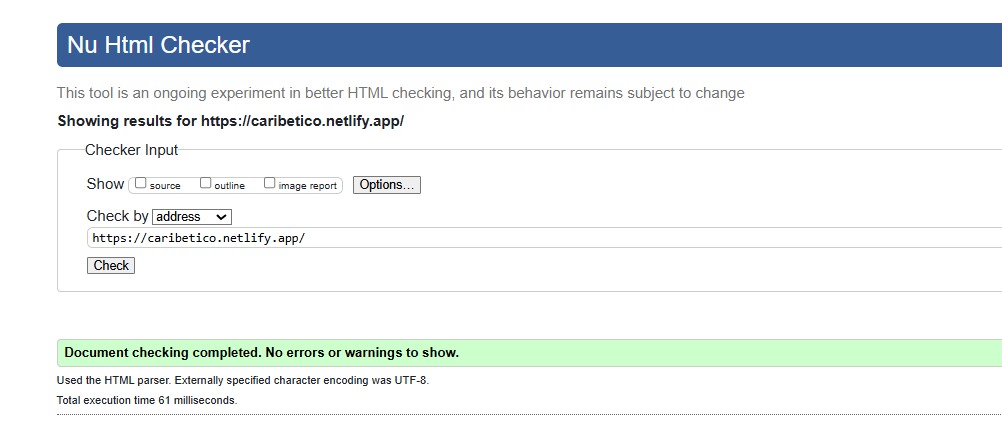 Nu Html Checker
This tool is an ongoing experiment in better HTML checking, and its behavior remains subject to change
Showing results for https://caribetico.netlify.app/
Checker Input
Show source outline image report Options...
Check by address
https://caribetico.netlify.app/
Check
Document checking completed. No errors or warnings to show.
Used the HTML parser. Externally specified character encoding was UTF-8.
Total execution time 61 milliseconds.